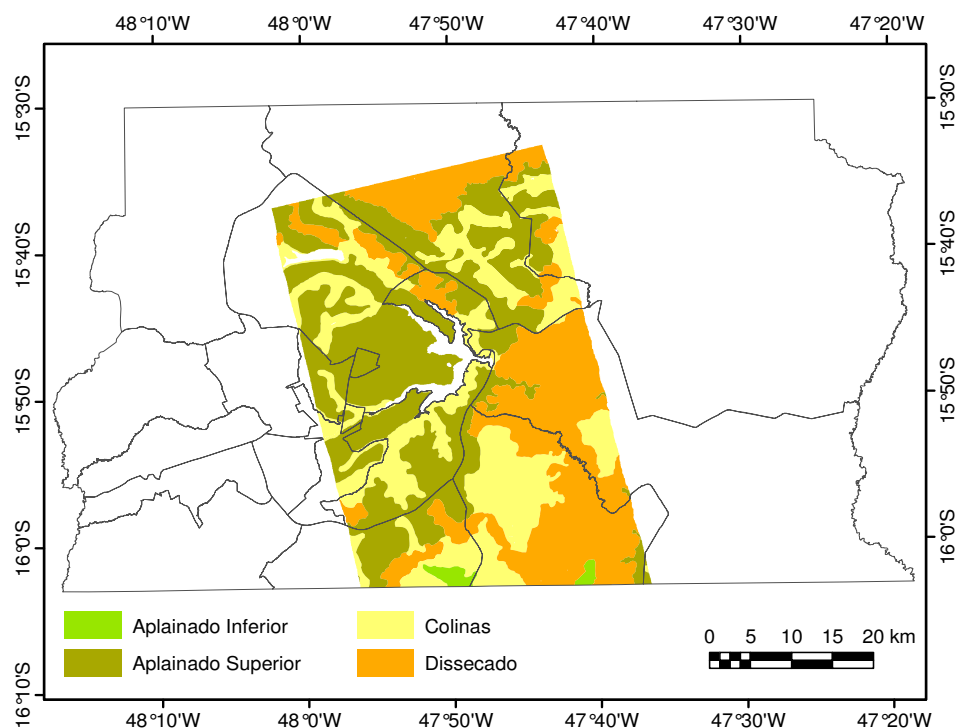 48°10'W 48°0'W 47°50'W 47°40'W 47°30'W 47°20'W
15°30'S 15°30'S
15°40'S 15°40'S
15°50'S 15°50'S
16°0'S 16°0'S
16°10'S
Aplainado Inferior Colinas
Aplainado Superior Dissecado
0 5 10 15 20 km
48°10'W 48°0'W 47°50'W 47°40'W 47°30'W 47°20'W